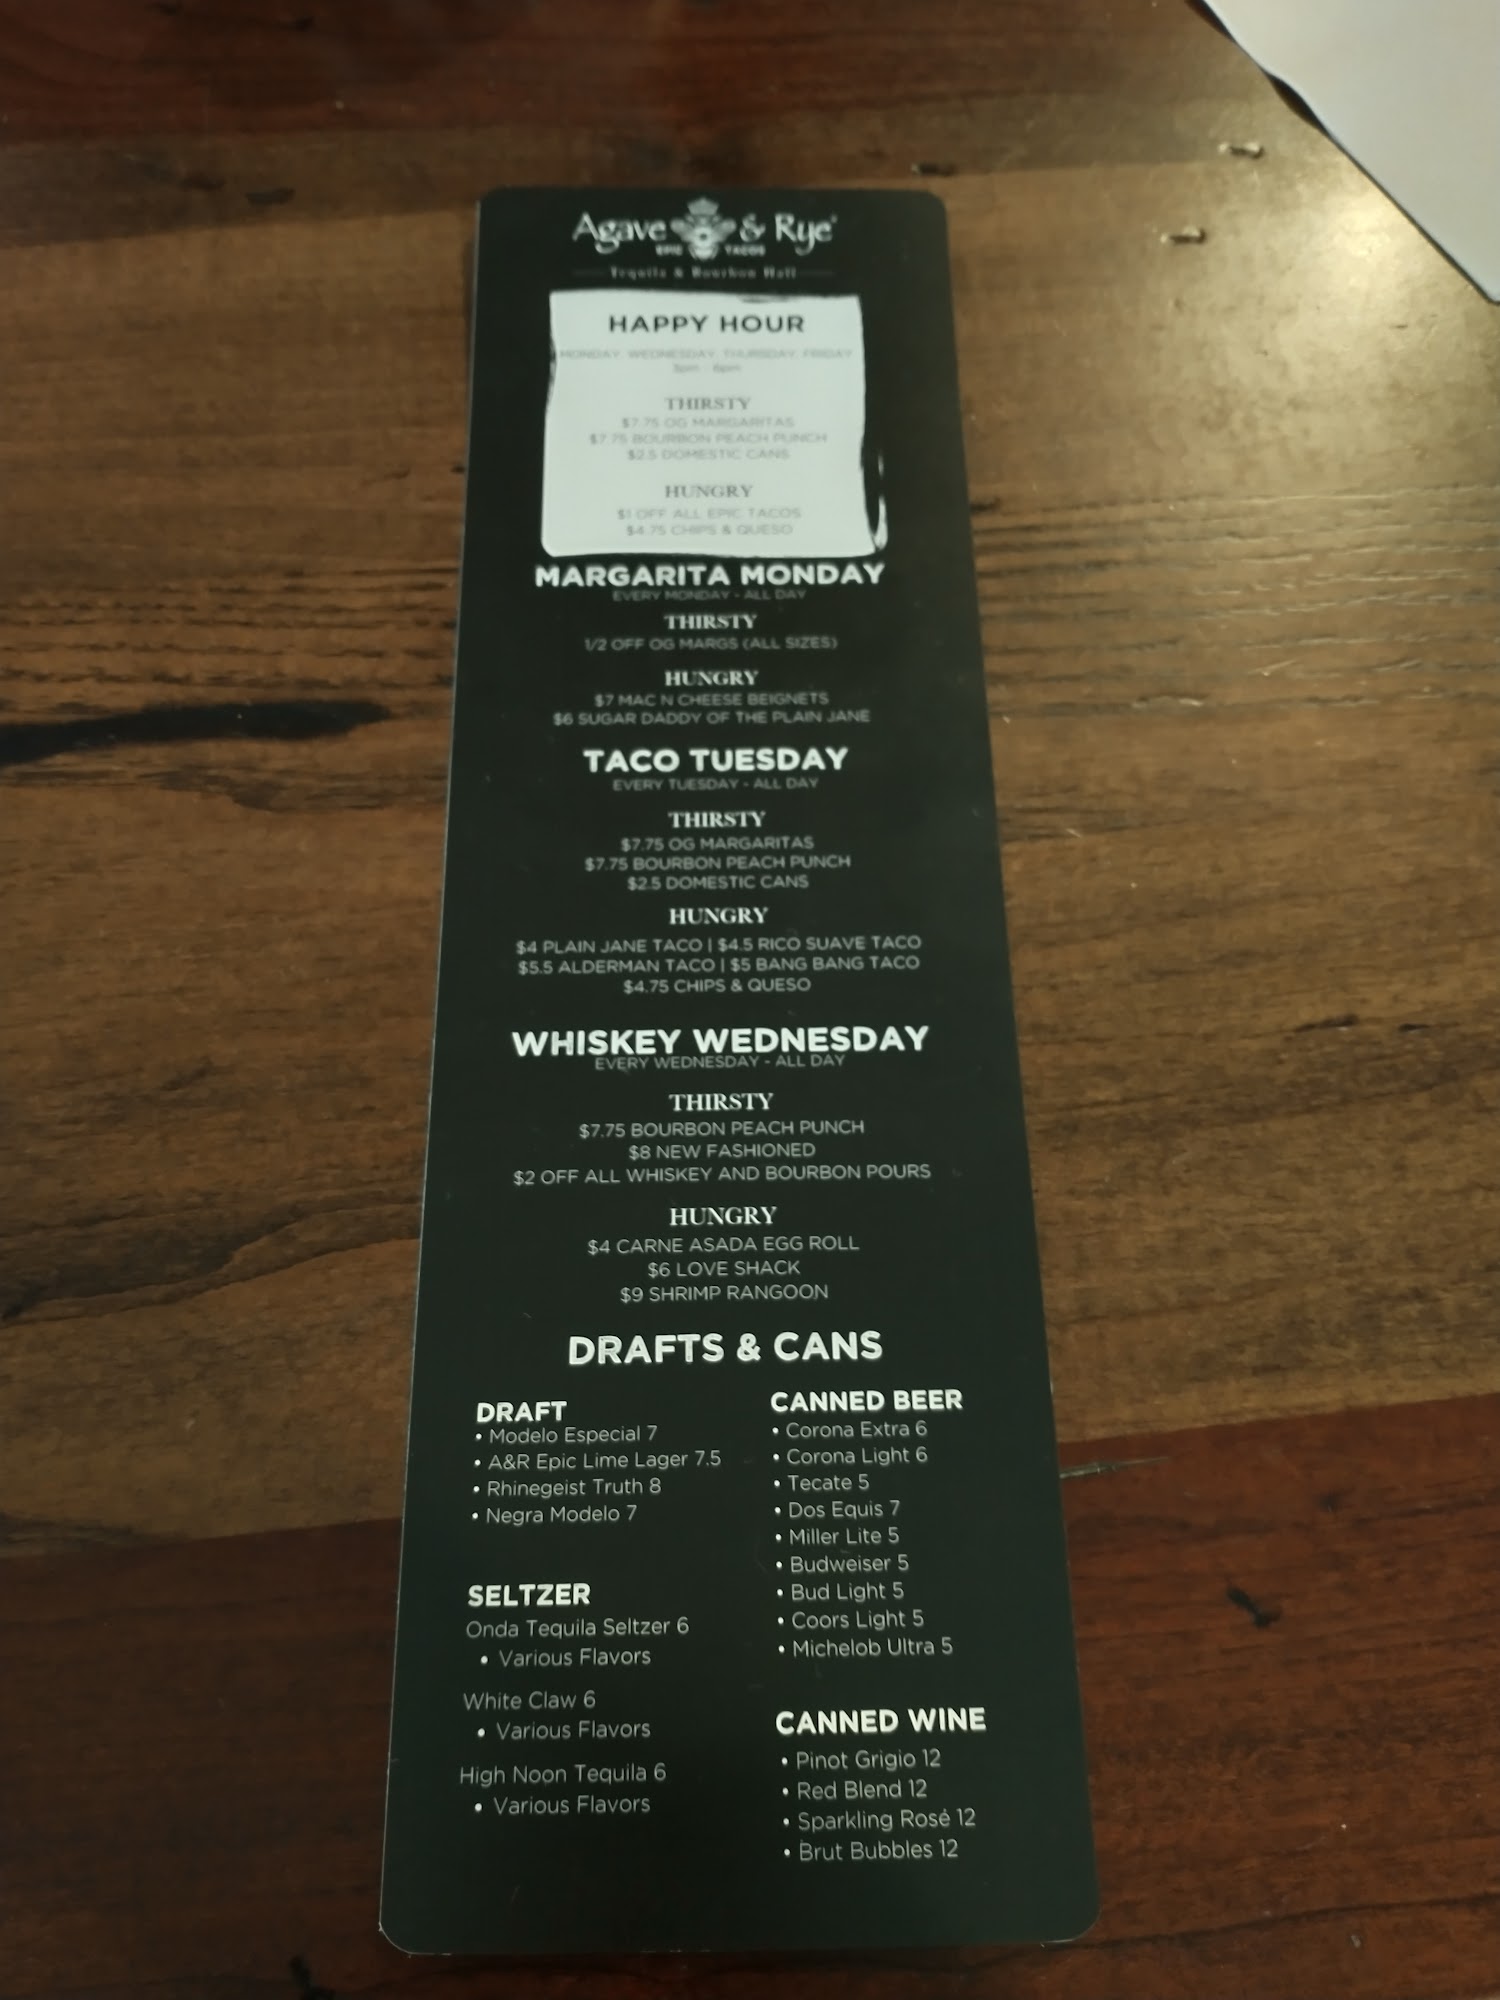 Agave & Rye
EPIC TACOS
Tequila & Bourbon Hall
HAPPY HOUR
MONDAY, WEDNESDAY, THURSDAY, FRIDAY
3pm - 6pm
THIRSTY
$7.75 OG MARGARITAS
$7.75 BOURBON PEACH PUNCH
$2.5 DOMESTIC CANS
HUNGRY
$1 OFF ALL EPIC TACOS
$4.75 CHIPS & QUESO
MARGARITA MONDAY
EVERY MONDAY - ALL DAY
THIRSTY
1/2 OFF OG MARGS (ALL SIZES)
HUNGRY
$7 MAC N CHEESE BEIGNETS
$6 SUGAR DADDY OF THE PLAIN JANE
TACO TUESDAY
EVERY TUESDAY - ALL DAY
THIRSTY
$7.75 OG MARGARITAS
$7.75 BOURBON PEACH PUNCH
$2.5 DOMESTIC CANS
HUNGRY
$4 PLAIN JANE TACO | $4.5 RICO SUAVE TACO
$5.5 ALDERMAN TACO | $5 BANG BANG TACO
$4.75 CHIPS & QUESO
WHISKEY WEDNESDAY
EVERY WEDNESDAY - ALL DAY
THIRSTY
$7.75 BOURBON PEACH PUNCH
$8 NEW FASHIONED
$2 OFF ALL WHISKEY AND BOURBON POURS
HUNGRY
$4 CARNE ASADA EGG ROLL
$6 LOVE SHACK
$9 SHRIMP RANGOON
DRAFTS & CANS
DRAFT
• Modelo Especial 7
• A&R Epic Lime Lager 7.5
• Rhinegeist Truth 8
• Negra Modelo 7
SELTZER
Onda Tequila Seltzer 6
• Various Flavors
White Claw 6
• Various Flavors
High Noon Tequila 6
• Various Flavors
CANNED BEER
• Corona Extra 6
• Corona Light 6
• Tecate 5
• Dos Equis 7
• Miller Lite 5
• Budweiser 5
• Bud Light 5
• Coors Light 5
• Michelob Ultra 5
CANNED WINE
• Pinot Grigio 12
• Red Blend 12
• Sparkling Rosé 12
• Brut Bubbles 12